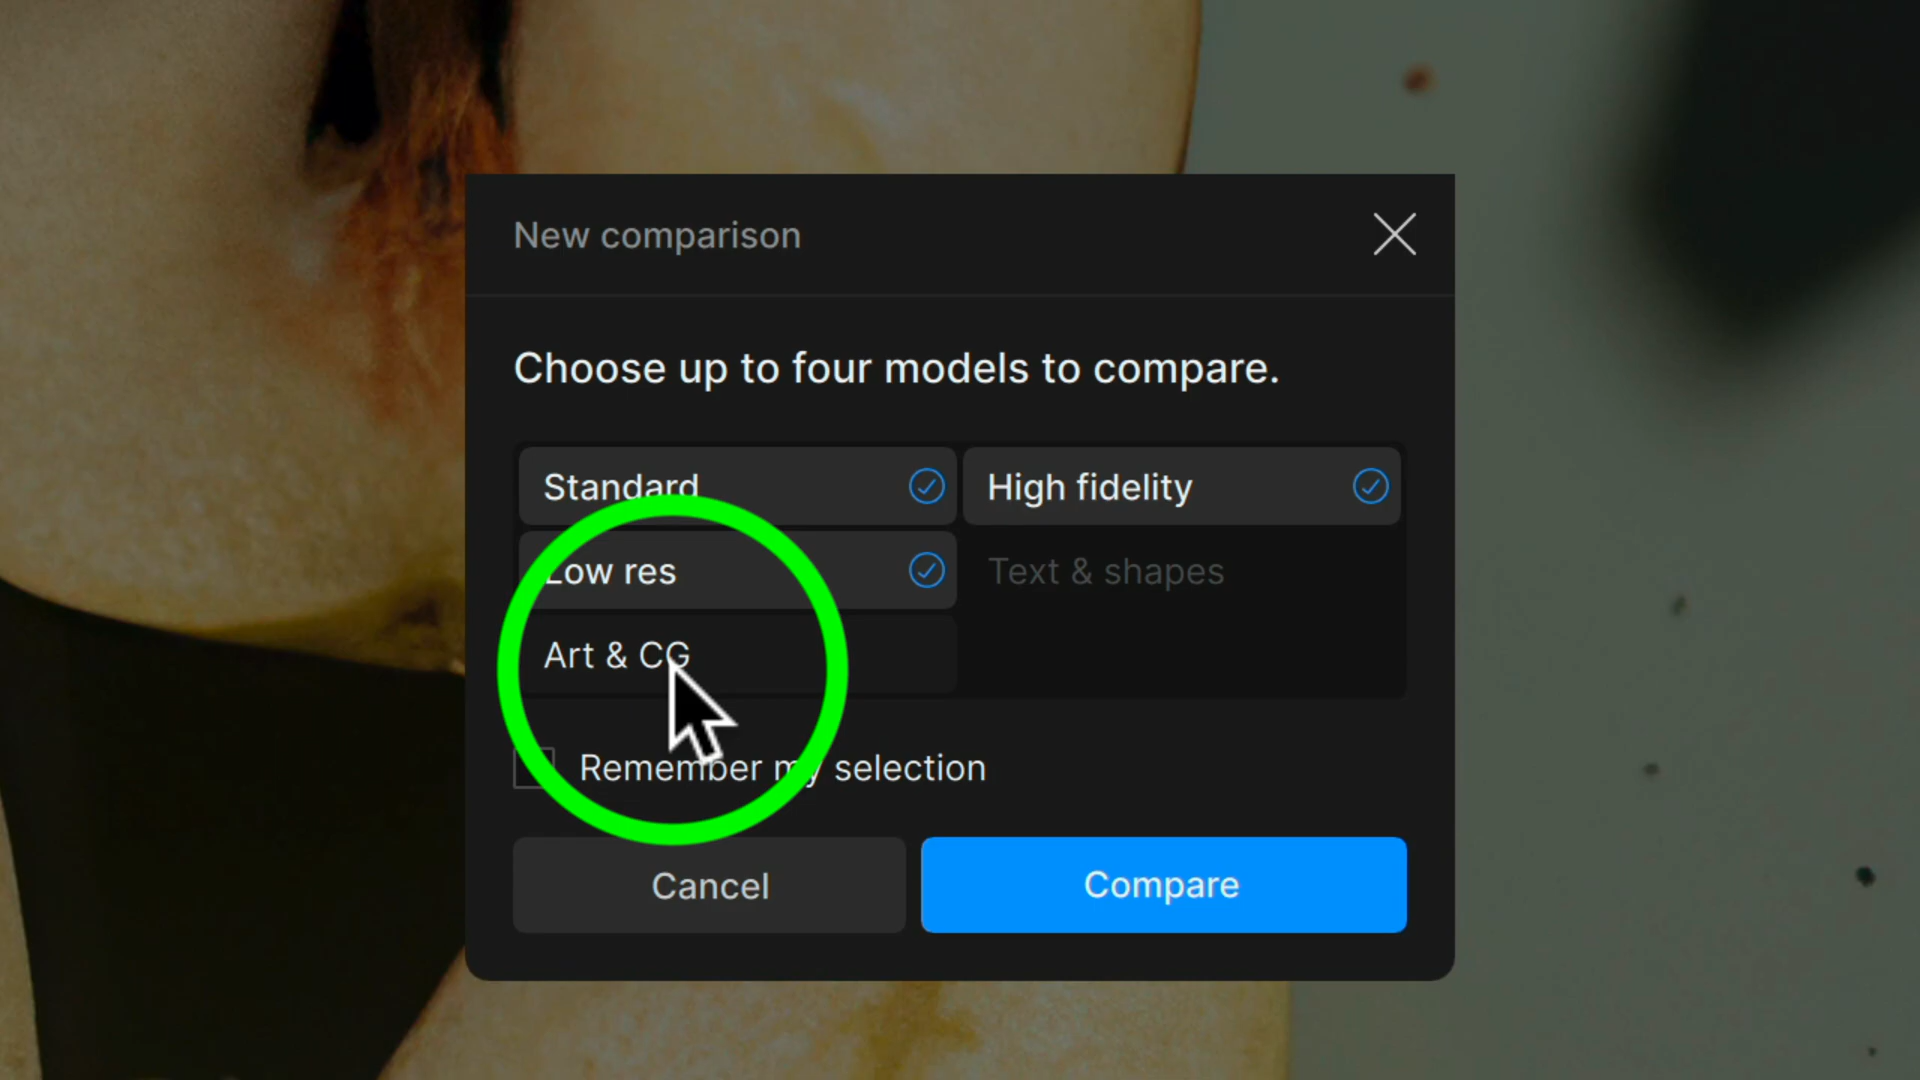 New comparison
Choose up to four models to compare.
Standard
High fidelity
Low res
Text & shapes
Art & CG
Remember my selection
Cancel
Compare